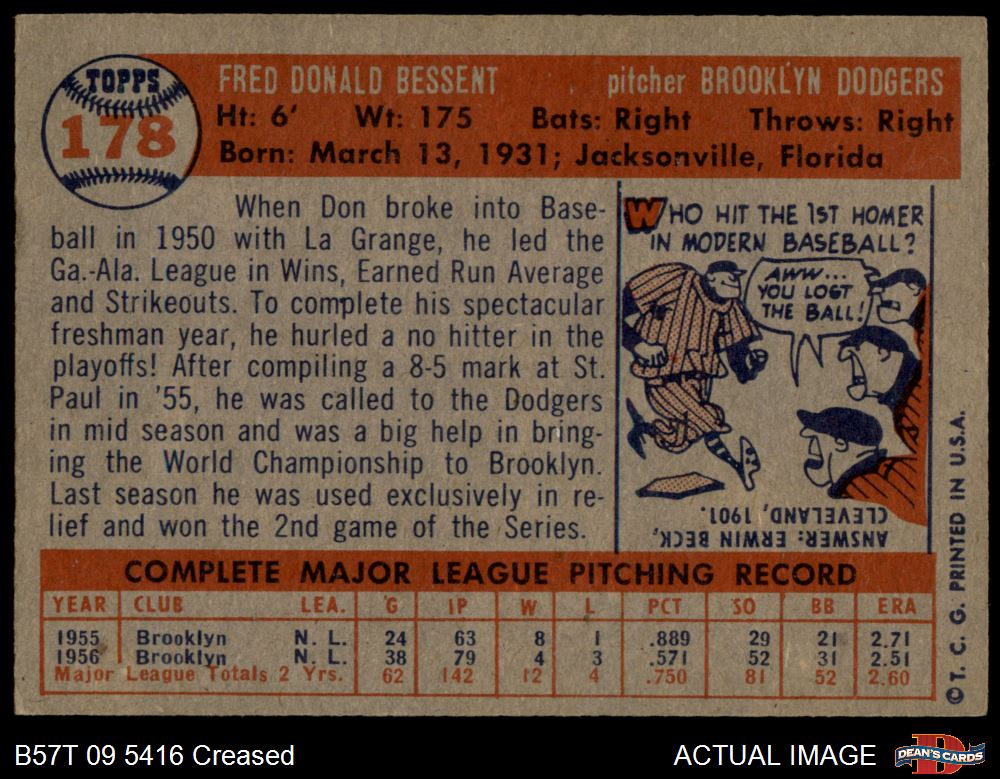 TOPPS
178
FRED DONALD BESSENT pitcher BROOKLYN DODGERS
Ht: 6' Wt: 175 Bats: Right Throws: Right
Born: March 13, 1931; Jacksonville, Florida
When Don broke into Base-
ball in 1950 with La Grange, he led the
Ga.-Ala. League in Wins, Earned Run Average
and Strikeouts. To complete his spectacular
freshman year, he hurled a no hitter in the
playoffs! After compiling a 8-5 mark at St.
Paul in '55, he was called to the Dodgers
in mid season and was a big help in bring-
ing the World Championship to Brooklyn.
Last season he was used exclusively in re-
lief and won the 2nd game of the Series.
WHO HIT THE 1ST HOMER
IN MODERN BASEBALL?
AWW...
YOU LOST
THE BALL!
ANSWER: ERWIN BECK,
CLEVELAND, 1901.
COMPLETE MAJOR LEAGUE PITCHING RECORD
YEAR CLUB LEA. G IP W L PCT SO BB ERA
1955 Brooklyn N. L. 24 63 8 1 .889 29 21 2.71
1956 Brooklyn N. L. 38 79 4 3 .571 52 31 2.51
Major League Totals 2 Yrs. 62 142 12 4 .750 81 52 2.60
© T. C. G. PRINTED IN U.S.A.
B57T 09 5416 Creased
ACTUAL IMAGE
D
DEAN'S CARDS